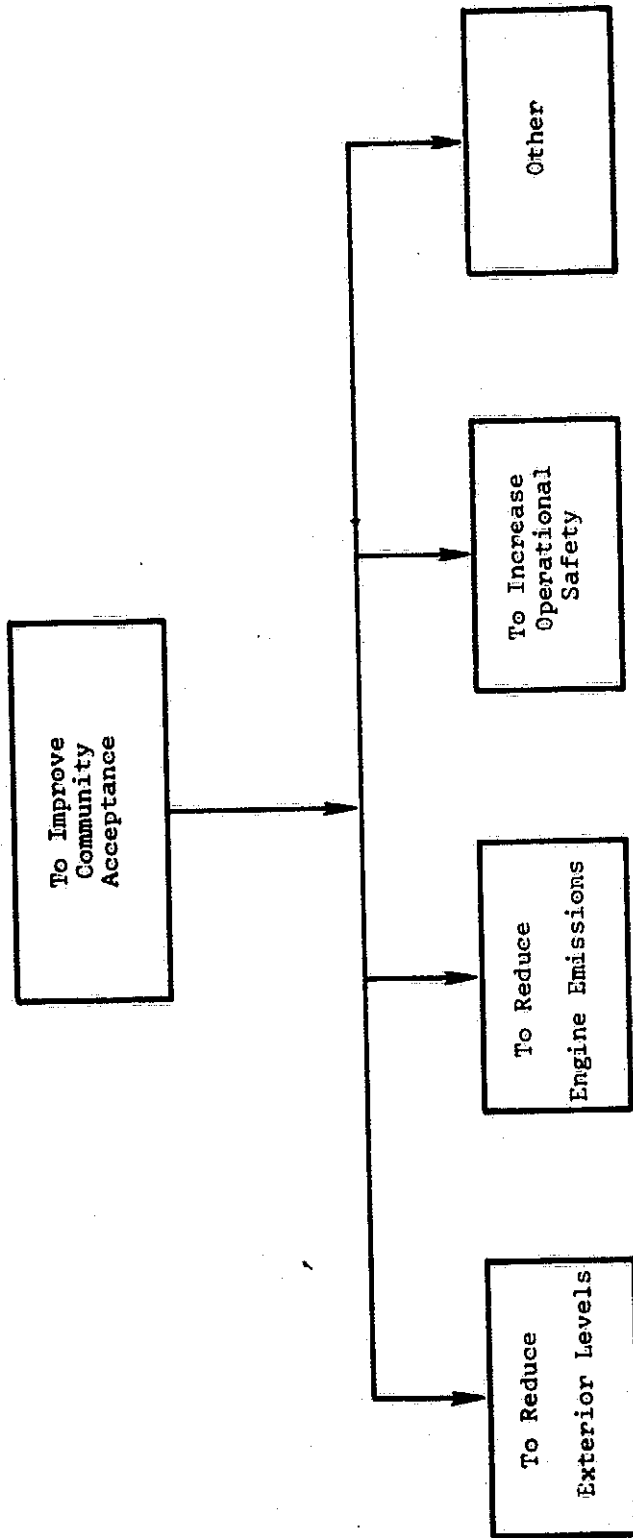 To Improve
Community
Acceptance
To Reduce
Exterior Levels
To Reduce
Engine Emissions
To Increase
Operational
Safety
Other